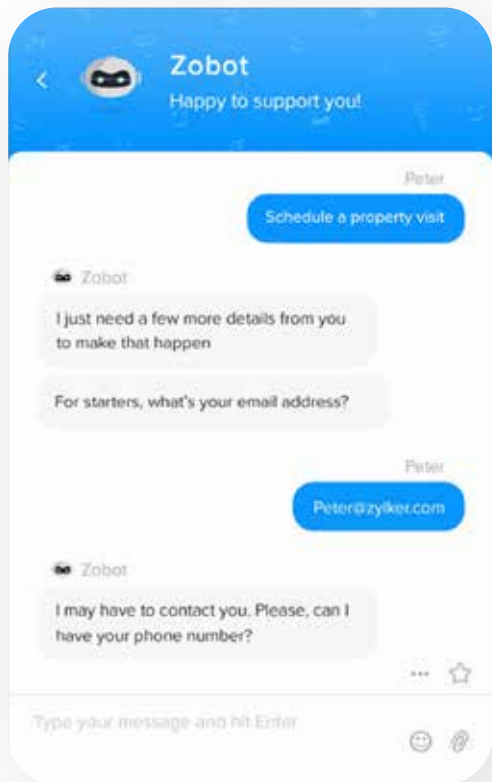 Zobot
Happy to support you!
Peter
Schedule a property visit
Zobot
I just need a few more details from you
to make that happen
For starters, what's your email address?
Peter
Peter@zylker.com
Zobot
I may have to contact you. Please, can I
have your phone number?
Type your message and hit Enter